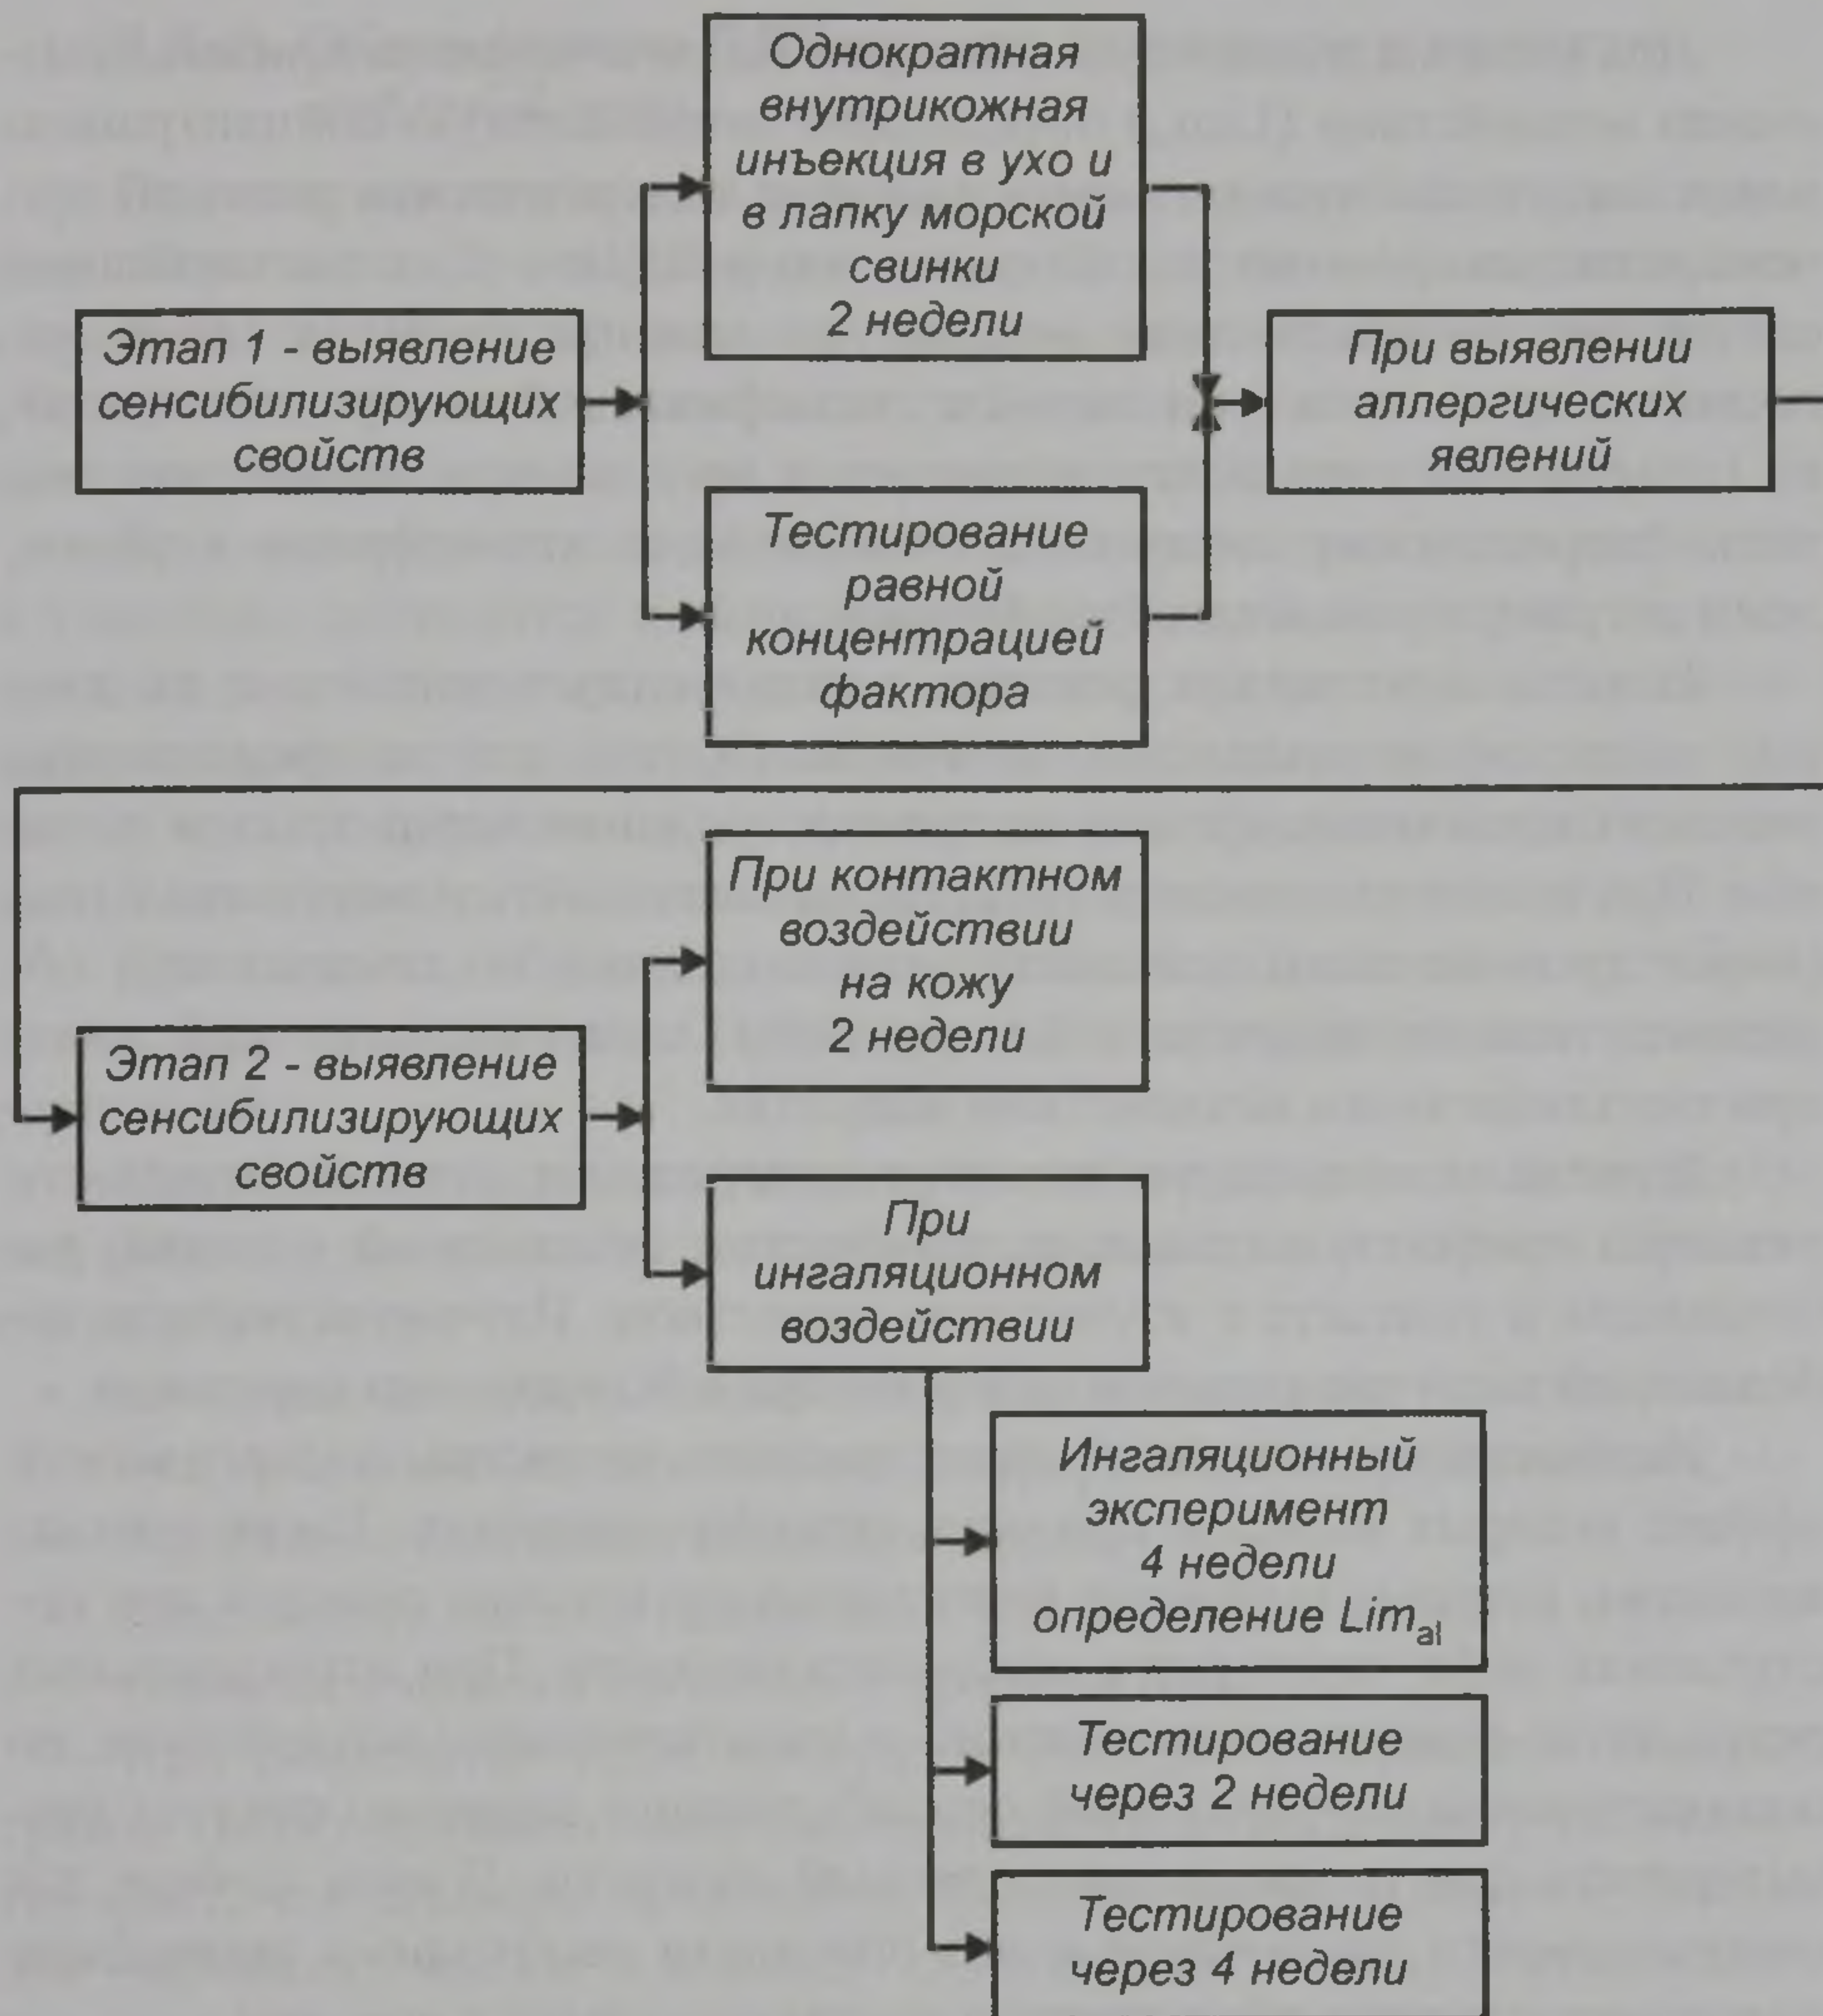 Этап 1 - выявление
сенсибилизирующих
свойств
Однократная
внутрикожная
инъекция в ухо и
в лапку морской
свинки
2 недели
Тестирование
равной
концентрацией
фактора
При выявлении
аллергических
явлений
Этап 2 - выявление
сенсибилизирующих
свойств
При контактном
воздействии
на кожу
2 недели
При
ингаляционном
воздействии
Ингаляционный
эксперимент
4 недели
определение Lim_al
Тестирование
через 2 недели
Тестирование
через 4 недели